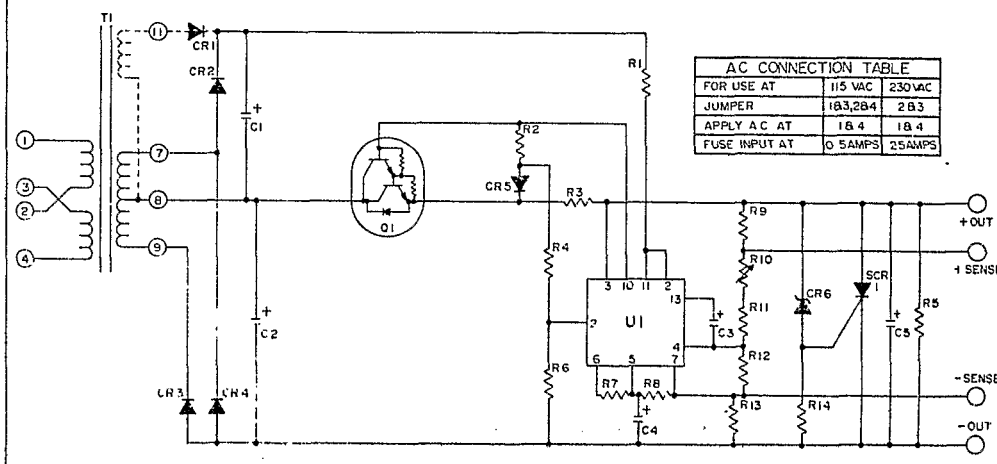 T1
11
CR1
CR2
+
C1
R1
AC CONNECTION TABLE
FOR USE AT 115 VAC 230 VAC
JUMPER 1&3,2&4 2&3
APPLY AC AT 1&4 1&4
FUSE INPUT AT 0.5AMPS 25AMPS
1
3
2
4
7
8
9
Q1
R2
CR5
R3
R4
R9
R10
R11
R12
+OUT
+SENSE
3 10 11 2
13
2
U1
4
6 5 7
+
C3
CR6
SCR
1
+
C5
R5
+
C2
R6
R7 R8
+
C4
R13
R14
CR3
CR4
-SENSE
-OUT